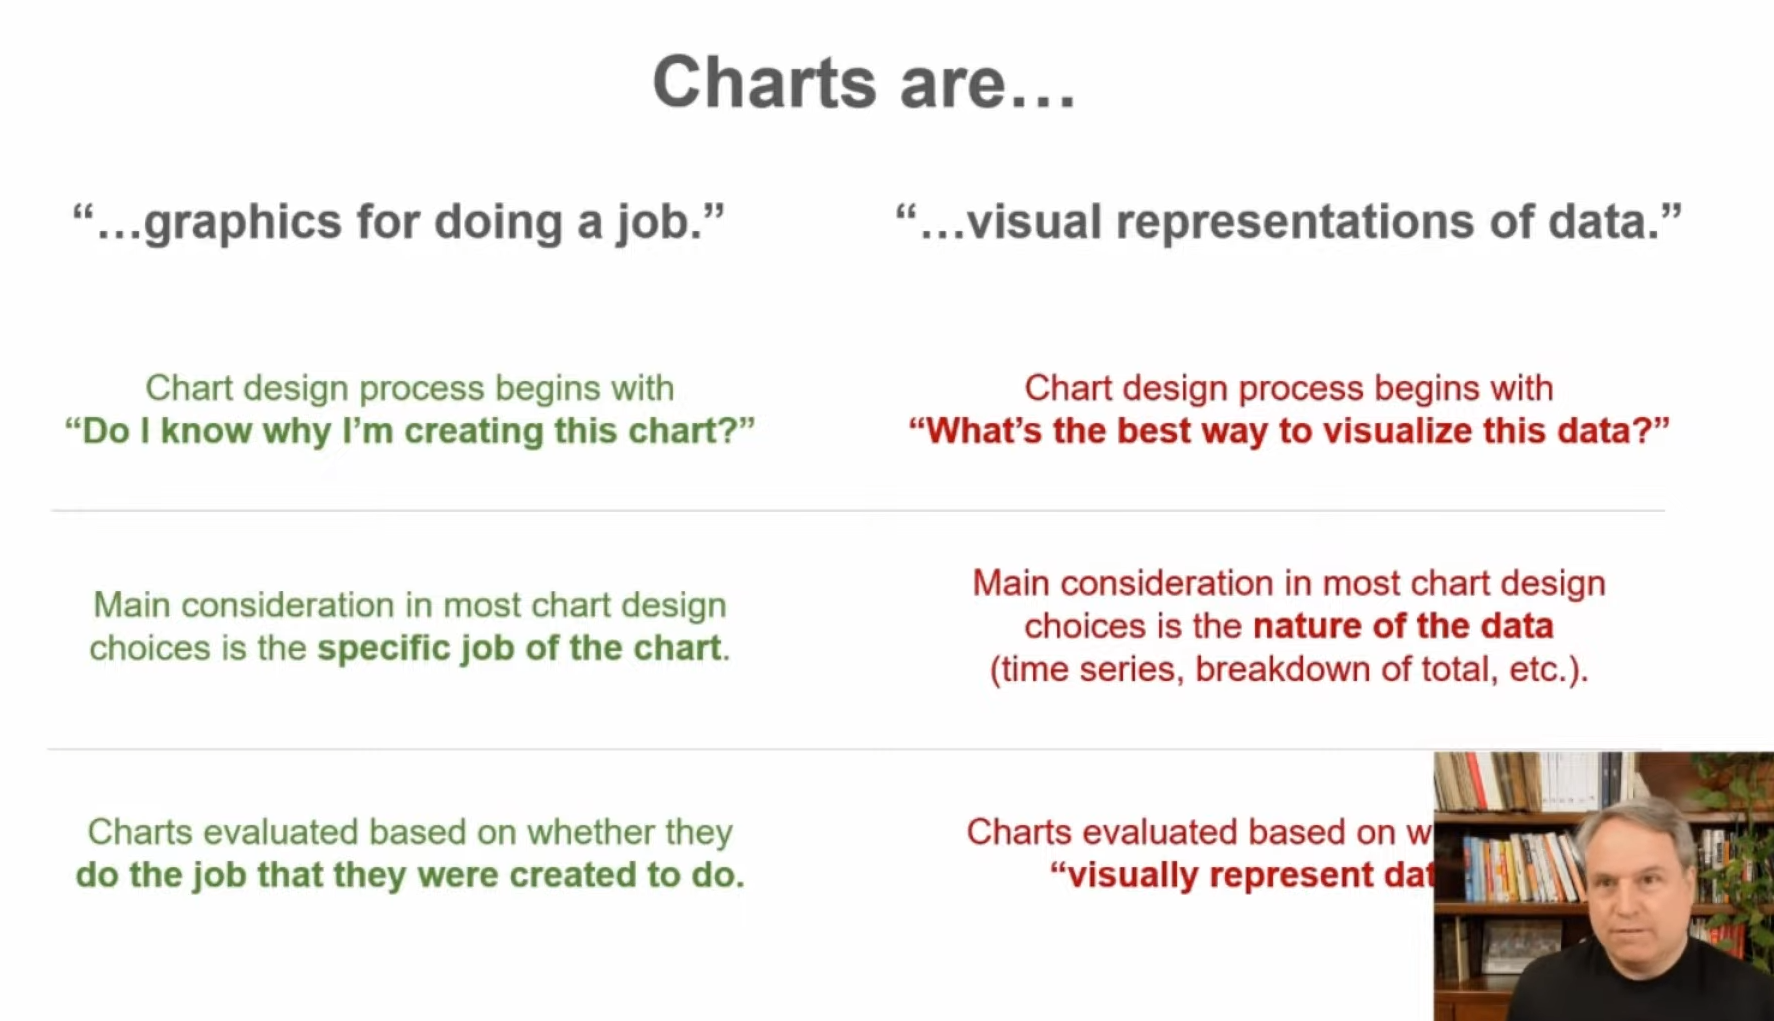 Charts are…
“…graphics for doing a job.”
“…visual representations of data.”
Chart design process begins with
“Do I know why I’m creating this chart?”
Chart design process begins with
“What’s the best way to visualize this data?”
Main consideration in most chart design
choices is the specific job of the chart.
Main consideration in most chart design
choices is the nature of the data
(time series, breakdown of total, etc.).
Charts evaluated based on whether they
do the job that they were created to do.
Charts evaluated based on
“visually represent